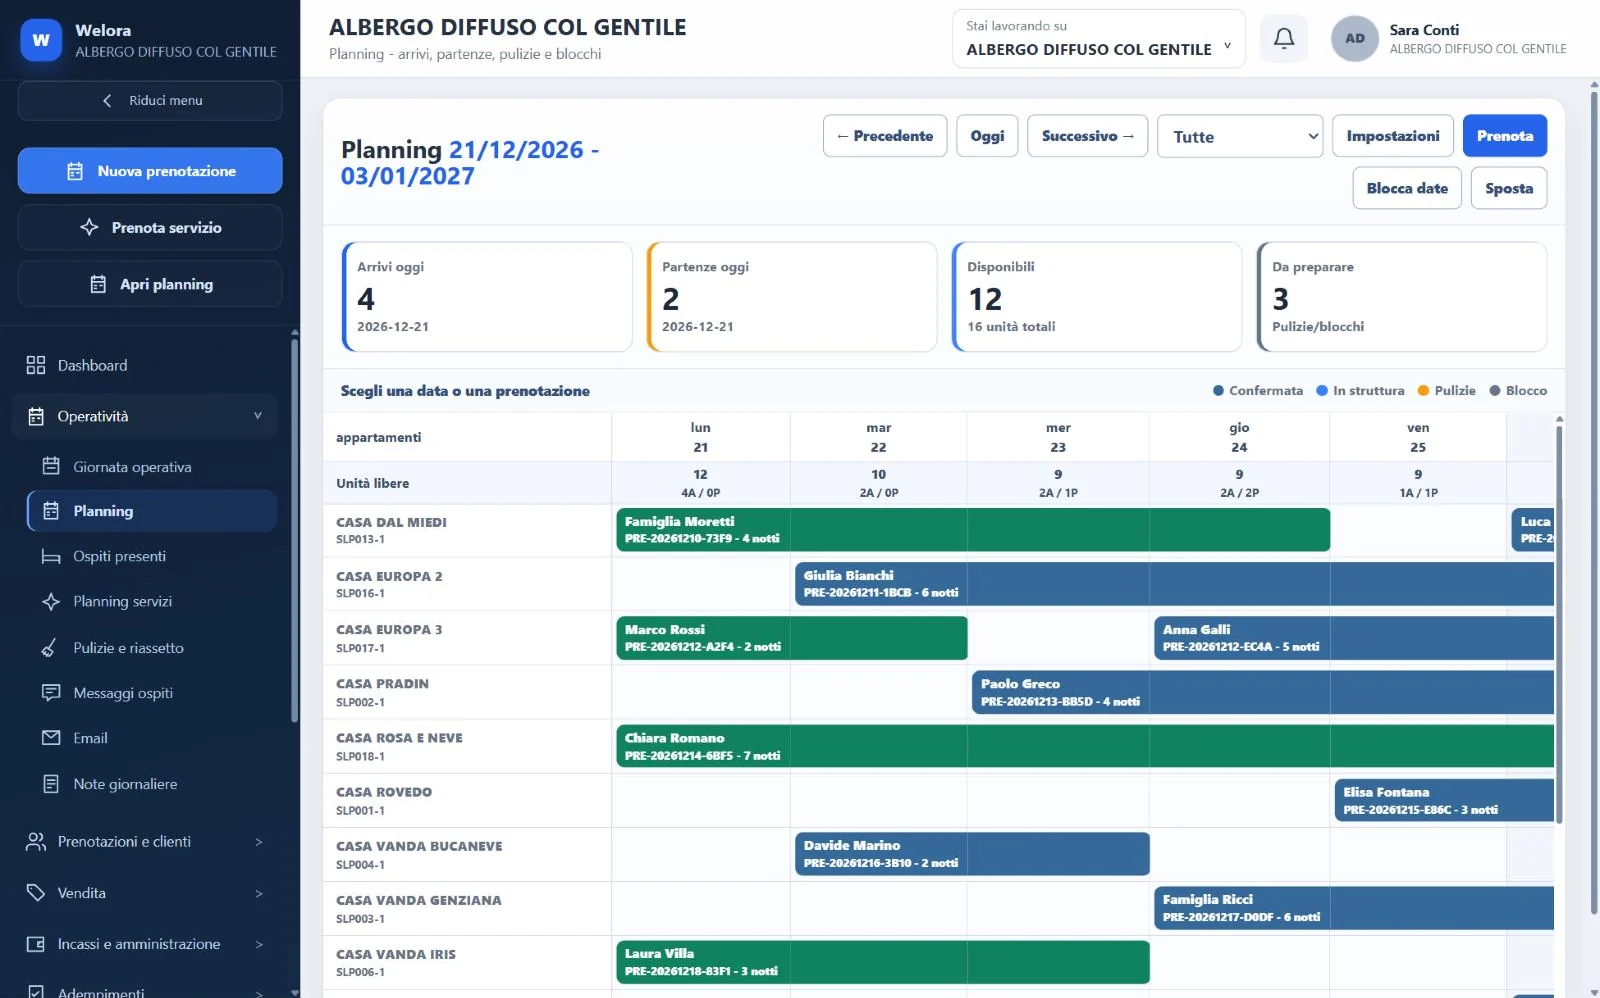 W
Welora
ALBERGO DIFFUSO COL GENTILE
Riduci menu
Nuova prenotazione
Prenota servizio
Apri planning
Dashboard
Operatività
Giornata operativa
Planning
Ospiti presenti
Planning servizi
Pulizie e riassetto
Messaggi ospiti
Email
Note giornaliere
Prenotazioni e clienti
Vendita
Incassi e amministrazione
Adempimenti
ALBERGO DIFFUSO COL GENTILE
Planning - arrivi, partenze, pulizie e blocchi
Stai lavorando su
ALBERGO DIFFUSO COL GENTILE
AD
Sara Conti
ALBERGO DIFFUSO COL GENTILE
Planning 21/12/2026 -
03/01/2027
← Precedente
Oggi
Successivo →
Tutte
Impostazioni
Prenota
Blocca date
Sposta
Arrivi oggi
4
2026-12-21
Partenze oggi
2
2026-12-21
Disponibili
12
16 unità totali
Da preparare
3
Pulizie/blocchi
Scegli una data o una prenotazione
Confermata
In struttura
Pulizie
Blocco
appartamenti
lun
21
mar
22
mer
23
gio
24
ven
25
Unità libere
12
4A / 0P
10
2A / 0P
9
2A / 1P
9
2A / 2P
9
1A / 1P
CASA DAL MIEDI
SLP013-1
Famiglia Moretti
PRE-20261210-73F9 - 4 notti
Luca
PRE-2
CASA EUROPA 2
SLP016-1
Giulia Bianchi
PRE-20261211-1BCB - 6 notti
CASA EUROPA 3
SLP017-1
Marco Rossi
PRE-20261212-A2F4 - 2 notti
Anna Galli
PRE-20261212-EC4A - 5 notti
CASA PRADIN
SLP002-1
Paolo Greco
PRE-20261213-BB5D - 4 notti
CASA ROSA E NEVE
SLP018-1
Chiara Romano
PRE-20261214-6BF5 - 7 notti
CASA ROVEDO
SLP001-1
Elisa Fontana
PRE-20261215-E86C - 3 notti
CASA VANDA BUCANEVE
SLP004-1
Davide Marino
PRE-20261216-3B10 - 2 notti
CASA VANDA GENZIANA
SLP003-1
Famiglia Ricci
PRE-20261217-D0DF - 6 notti
CASA VANDA IRIS
SLP006-1
Laura Villa
PRE-20261218-83F1 - 3 notti